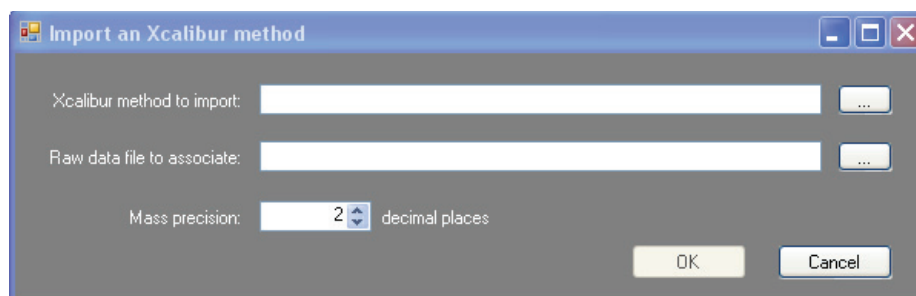 Import an Xcalibur method
Xcalibur method to import: ...
Raw data file to associate: ...
Mass precision: 2 decimal places
OK Cancel